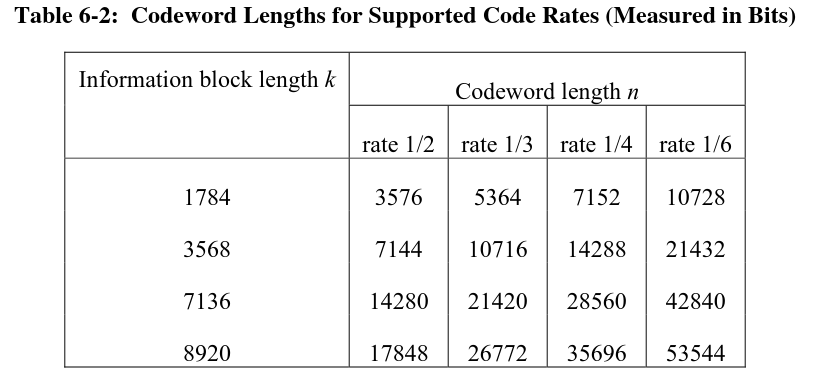 Table 6-2: Codeword Lengths for Supported Code Rates (Measured in Bits)
Information block length k
Codeword length n
rate 1/2 rate 1/3 rate 1/4 rate 1/6
1784 3576 5364 7152 10728
3568 7144 10716 14288 21432
7136 14280 21420 28560 42840
8920 17848 26772 35696 53544